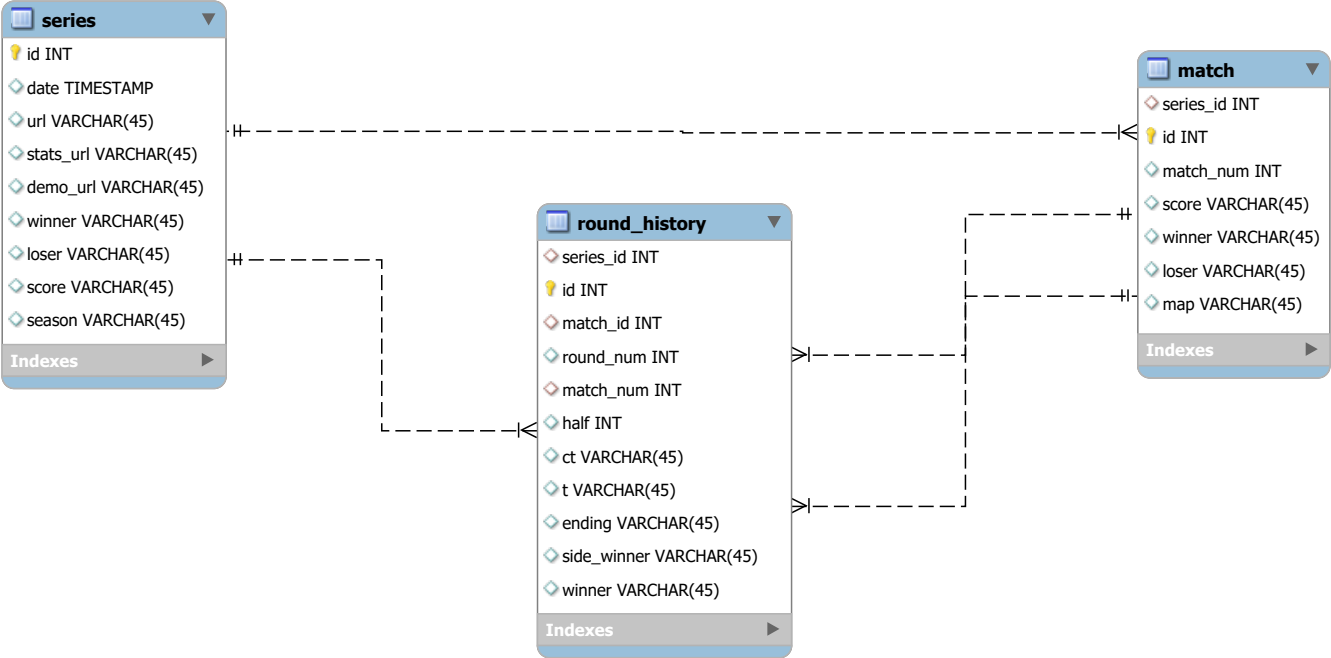 series
id INT
date TIMESTAMP
url VARCHAR(45)
stats_url VARCHAR(45)
demo_url VARCHAR(45)
winner VARCHAR(45)
loser VARCHAR(45)
score VARCHAR(45)
season VARCHAR(45)
Indexes
round_history
series_id INT
id INT
match_id INT
round_num INT
match_num INT
half INT
ct VARCHAR(45)
t VARCHAR(45)
ending VARCHAR(45)
side_winner VARCHAR(45)
winner VARCHAR(45)
Indexes
match
series_id INT
id INT
match_num INT
score VARCHAR(45)
winner VARCHAR(45)
loser VARCHAR(45)
map VARCHAR(45)
Indexes